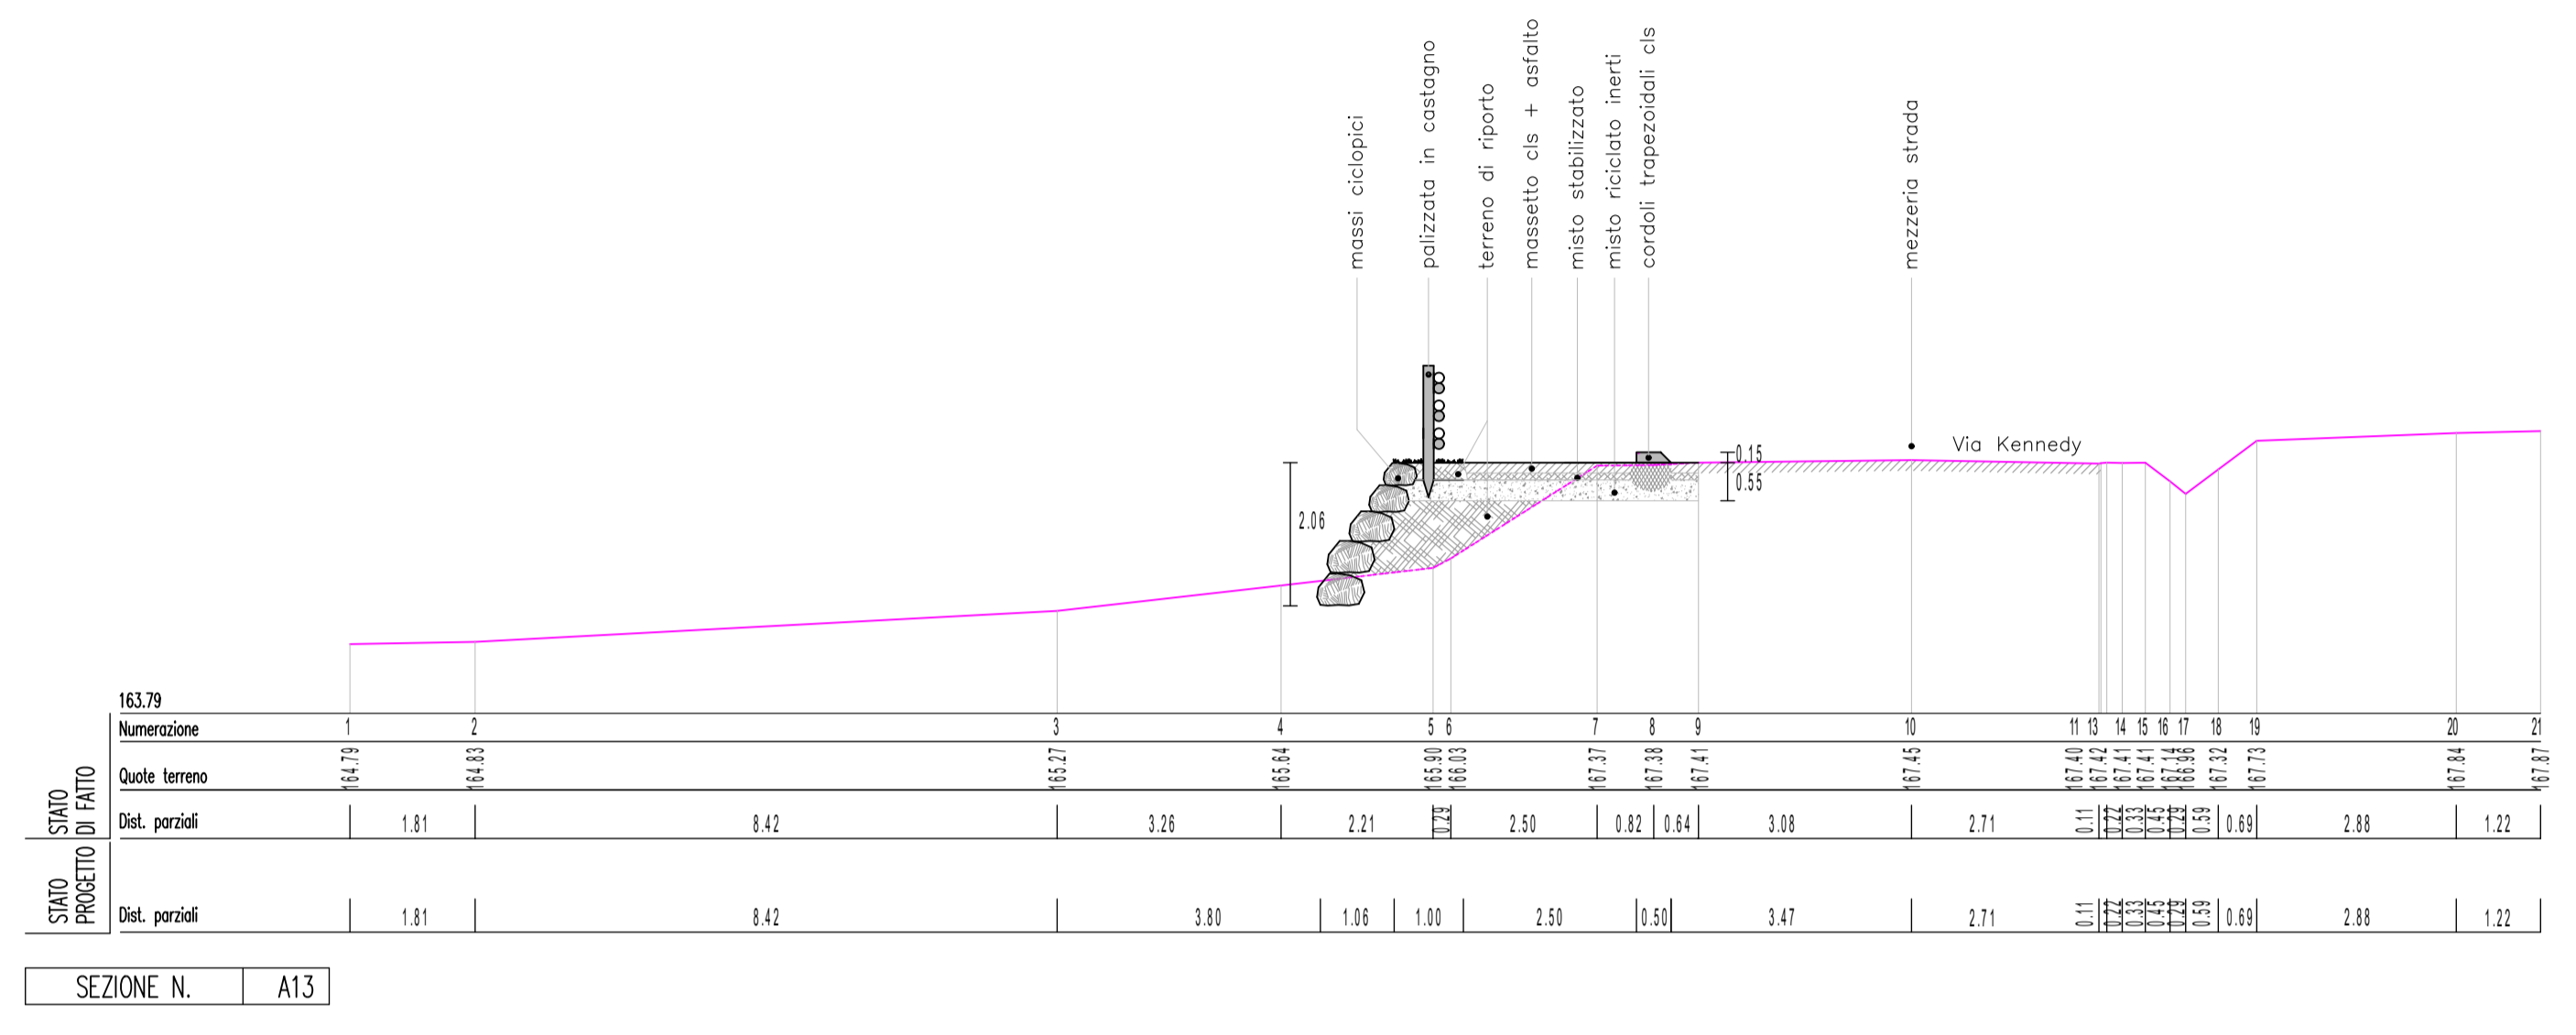 massi ciclopici
palizzata in castagno
terreno di riporto
massetto cls + asfalto
misto stabilizzato
misto riciclato inerti
cordoli trapezoidali cls
mezzeria strada
Via Kennedy
0.15
0.55
2.06
163.79
Numerazione 1 2 3 4 5 6 7 8 9 10 11 13 14 15 16 17 18 19 20 21
STATO DI FATTO
Quote terreno 164.79 164.83 165.27 165.64 165.90 166.03 167.37 167.38 167.41 167.45 167.40 167.42 167.41 167.41 167.14 166.96 167.32 167.73 167.84 167.87
Dist. parziali 1.81 8.42 3.26 2.21 0.29 2.50 0.82 0.64 3.08 2.71 0.11 0.22 0.33 0.45 0.29 0.59 0.69 2.88 1.22
STATO PROGETTO
Dist. parziali 1.81 8.42 3.80 1.06 1.00 2.50 0.50 3.47 2.71 0.11 0.22 0.33 0.45 0.29 0.59 0.69 2.88 1.22
SEZIONE N. A13